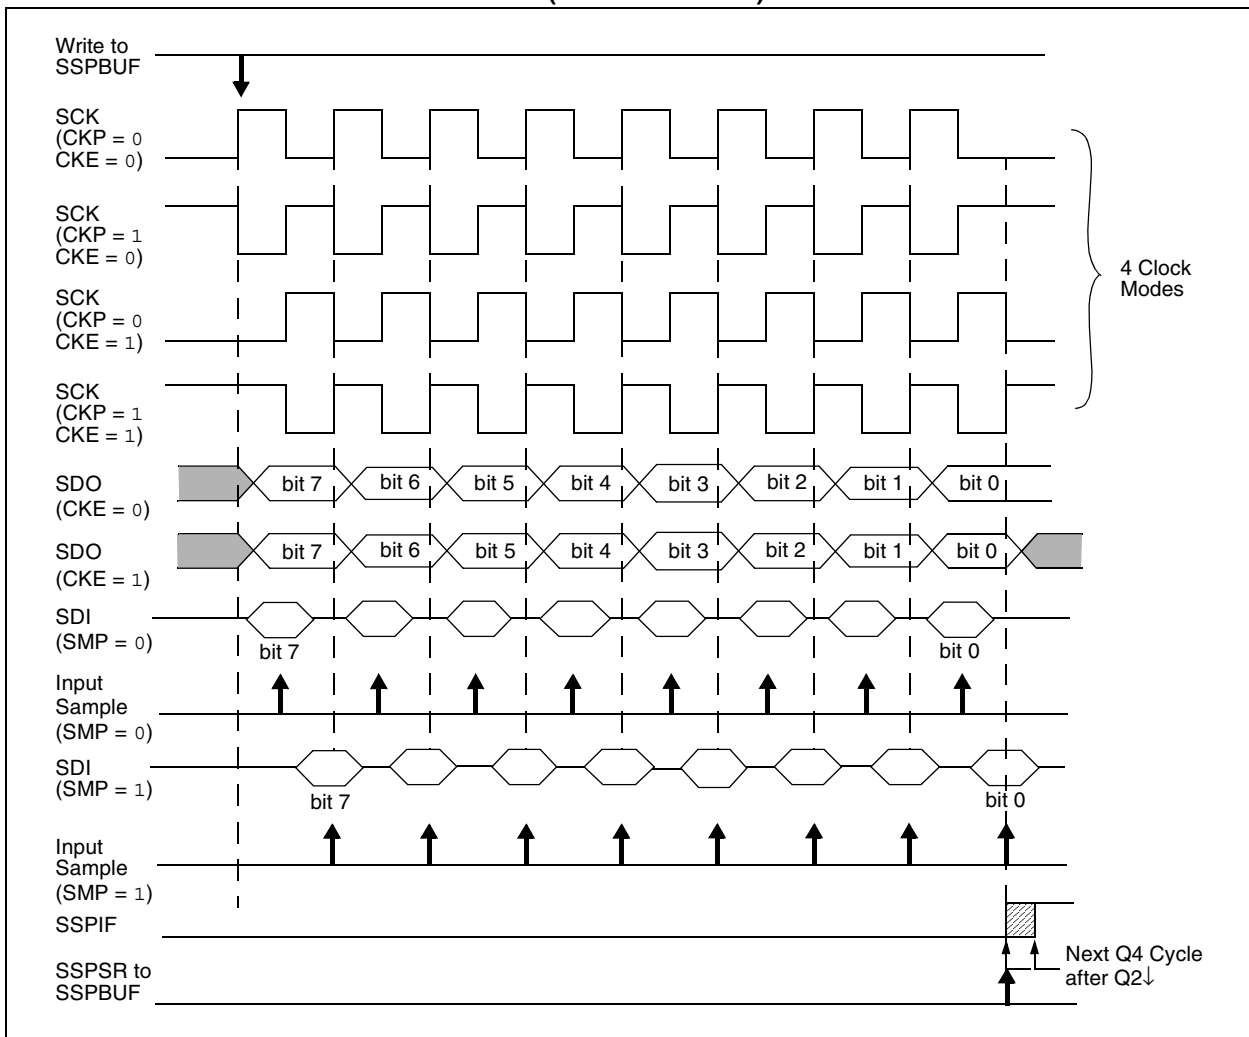 Write to
SSPBUF
SCK
(CKP = 0
CKE = 0)
SCK
(CKP = 1
CKE = 0)
SCK
(CKP = 0
CKE = 1)
SCK
(CKP = 1
CKE = 1)
4 Clock
Modes
SDO
(CKE = 0)
bit 7 bit 6 bit 5 bit 4 bit 3 bit 2 bit 1 bit 0
SDO
(CKE = 1)
bit 7 bit 6 bit 5 bit 4 bit 3 bit 2 bit 1 bit 0
SDI
(SMP = 0)
bit 7 bit 0
Input
Sample
(SMP = 0)
SDI
(SMP = 1)
bit 7 bit 0
Input
Sample
(SMP = 1)
SSPIF
Next Q4 Cycle
after Q2↓
SSPSR to
SSPBUF